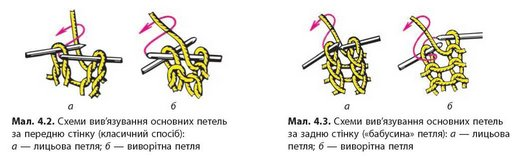 а
б
Мал. 4.2. Схеми вив'язування основних петель
за передню стінку (класичний спосіб):
а — лицьова петля; б — виворітна петля
а
б
Мал. 4.3. Схеми вив'язування основних петель
за задню стінку («бабусина» петля): а — лицьова
петля; б — виворітна петля